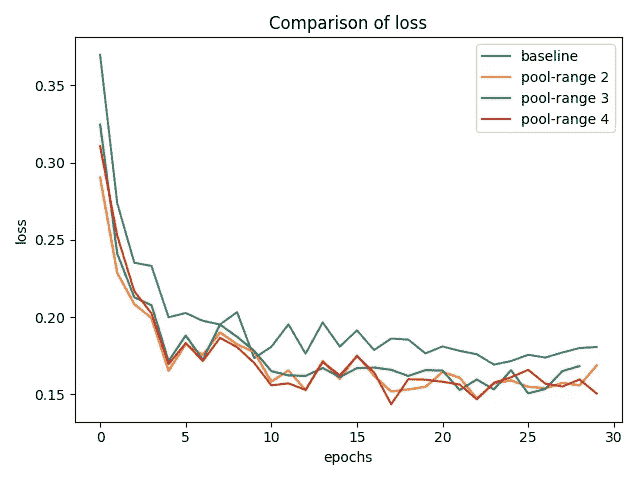 Comparison of loss
baseline
pool-range 2
pool-range 3
pool-range 4
0.35
0.30
0.25
0.20
0.15
loss
0 5 10 15 20 25 30
epochs